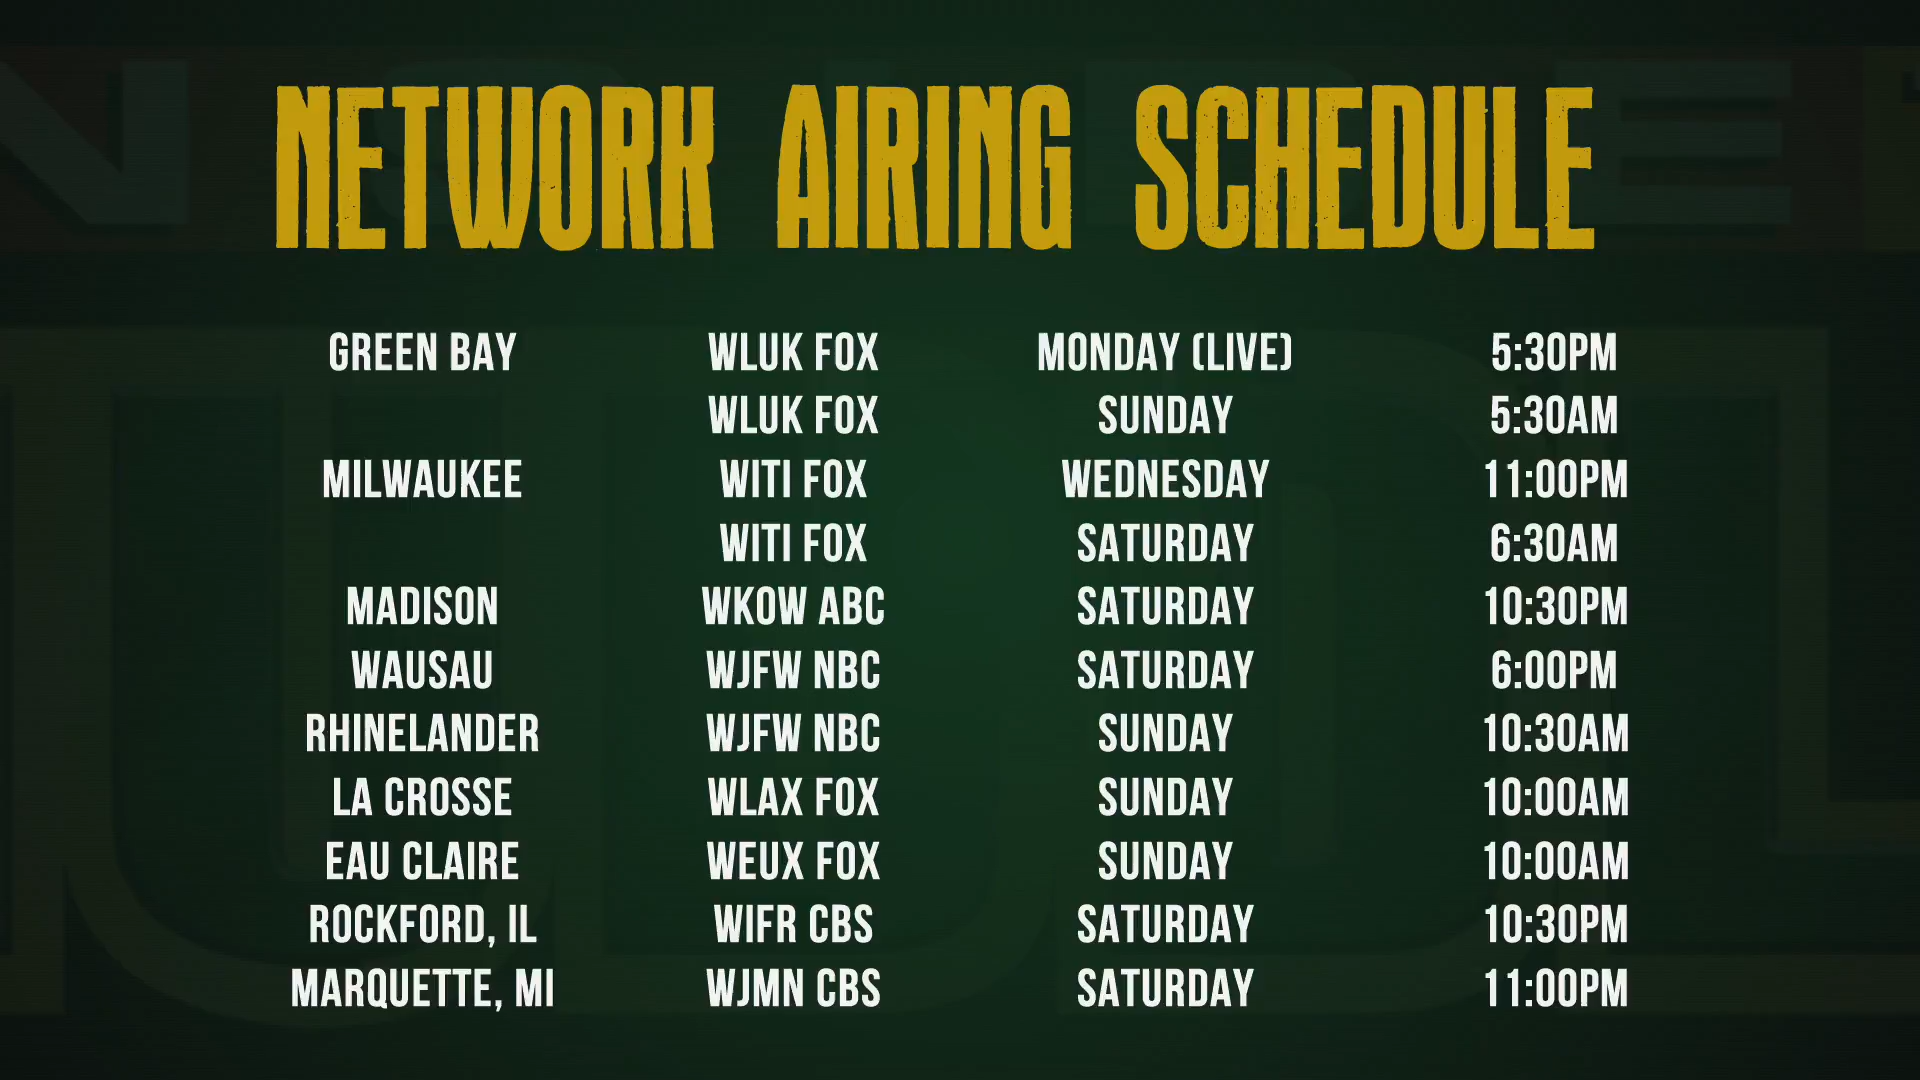 NETWORK AIRING SCHEDULE
GREEN BAY WLUK FOX MONDAY (LIVE) 5:30PM
WLUK FOX SUNDAY 5:30AM
MILWAUKEE WITI FOX WEDNESDAY 11:00PM
WITI FOX SATURDAY 6:30AM
MADISON WKOW ABC SATURDAY 10:30PM
WAUSAU WJFW NBC SATURDAY 6:00PM
RHINELANDER WJFW NBC SUNDAY 10:30AM
LA CROSSE WLAX FOX SUNDAY 10:00AM
EAU CLAIRE WEUX FOX SUNDAY 10:00AM
ROCKFORD, IL WIFR CBS SATURDAY 10:30PM
MARQUETTE, MI WJMN CBS SATURDAY 11:00PM